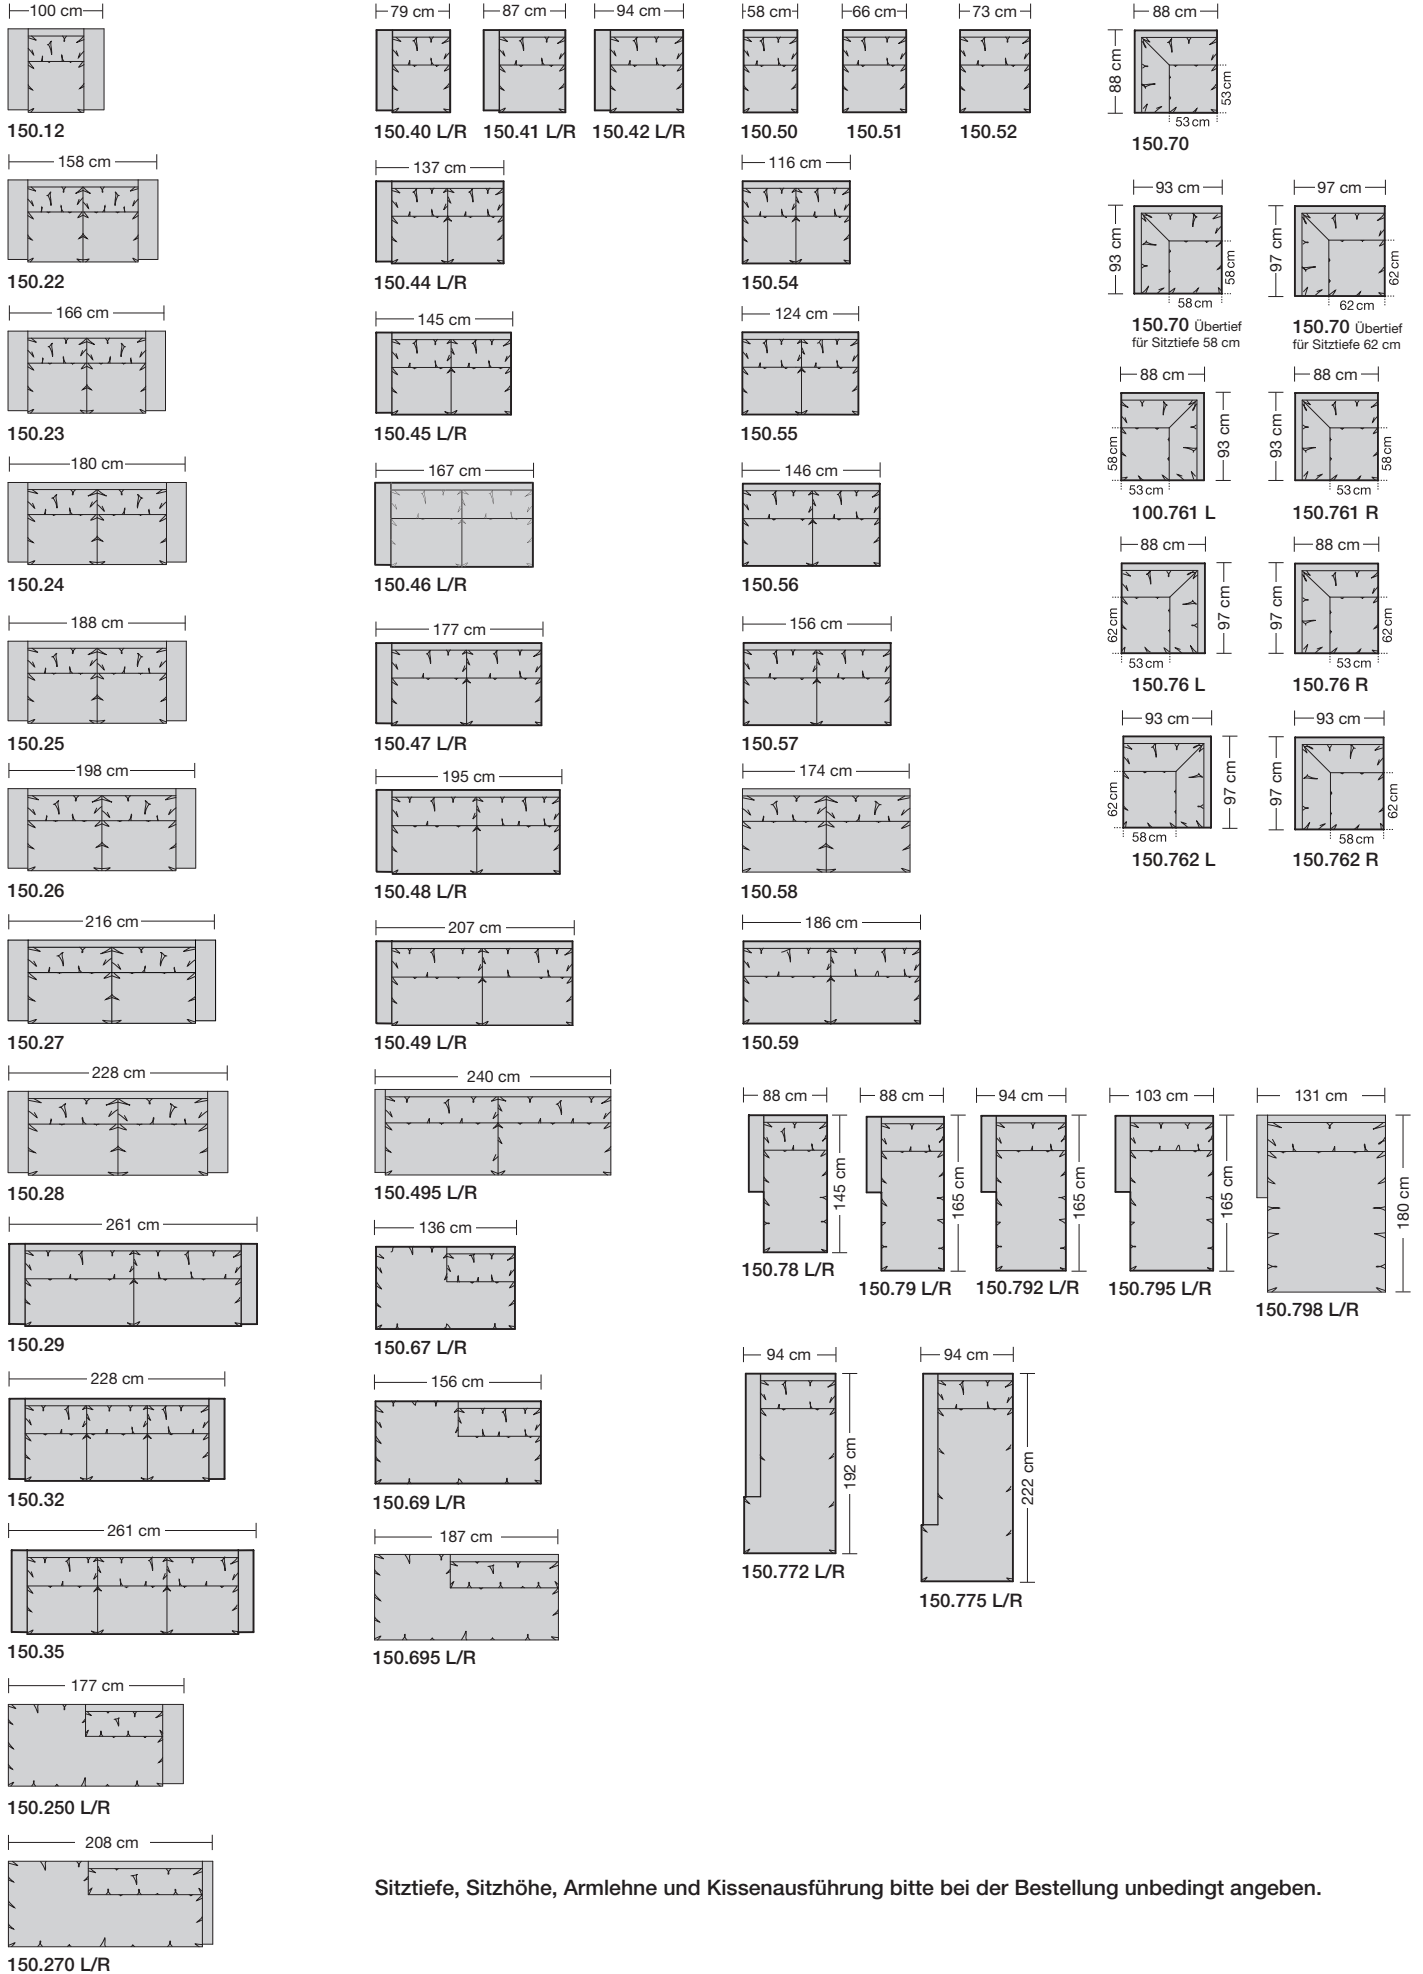 100 cm
150.12
158 cm
150.22
166 cm
150.23
180 cm
150.24
188 cm
150.25
198 cm
150.26
216 cm
150.27
228 cm
150.28
261 cm
150.29
228 cm
150.32
261 cm
150.35
177 cm
150.250 L/R
208 cm
150.270 L/R
79 cm 87 cm 94 cm
150.40 L/R 150.41 L/R 150.42 L/R
137 cm
150.44 L/R
145 cm
150.45 L/R
167 cm
150.46 L/R
177 cm
150.47 L/R
195 cm
150.48 L/R
207 cm
150.49 L/R
240 cm
150.495 L/R
136 cm
150.67 L/R
156 cm
150.69 L/R
187 cm
150.695 L/R
58 cm 66 cm 73 cm
150.50 150.51 150.52
116 cm
150.54
124 cm
150.55
146 cm
150.56
156 cm
150.57
174 cm
150.58
186 cm
150.59
88 cm
88 cm
53 cm
53 cm
150.70
93 cm
93 cm
58 cm
58 cm
150.70 Übertief
für Sitztiefe 58 cm
97 cm
97 cm
62 cm
62 cm
150.70 Übertief
für Sitztiefe 62 cm
88 cm
58 cm
93 cm
53 cm
100.761 L
88 cm
93 cm
58 cm
53 cm
150.761 R
88 cm
62 cm
97 cm
53 cm
150.76 L
88 cm
97 cm
62 cm
53 cm
150.76 R
93 cm
62 cm
97 cm
58 cm
150.762 L
93 cm
97 cm
62 cm
58 cm
150.762 R
88 cm
145 cm
150.78 L/R
88 cm
165 cm
150.79 L/R
94 cm
165 cm
150.792 L/R
103 cm
165 cm
150.795 L/R
131 cm
180 cm
150.798 L/R
94 cm
192 cm
150.772 L/R
94 cm
222 cm
150.775 L/R
Sitztiefe, Sitzhöhe, Armlehne und Kissenausführung bitte bei der Bestellung unbedingt angeben.